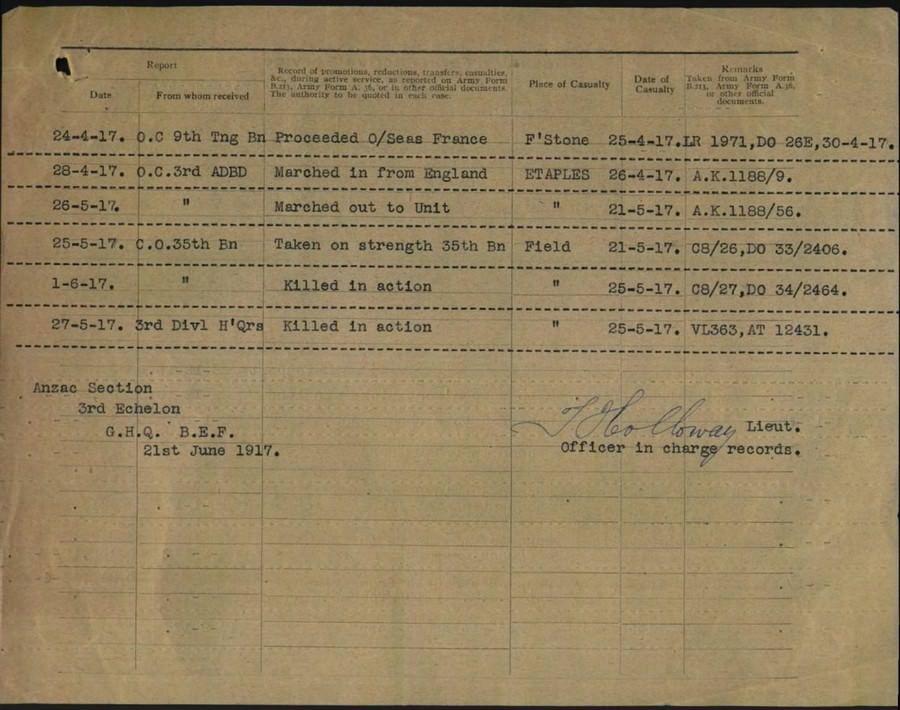 Report
Date
From whom received
Record of promotions, reductions, transfers, casualties,
&c., during active service, as reported on Army Form
B.213, Army Form A. 36, or in other official documents.
The authority to be quoted in each case.
Place of Casualty
Date of
Casualty
Remarks
Taken from Army Form
B.213, Army Form A.36,
or other official
documents.
24-4-17. O.C 9th Tng Bn Proceeded O/Seas France F'Stone 25-4-17. LR 1971,DO 26E,30-4-17.
28-4-17. O.C.3rd ADBD Marched in from England ETAPLES 26-4-17. A.K.1188/9.
26-5-17. " Marched out to Unit " 21-5-17. A.K.1188/56.
25-5-17. C.O.35th Bn Taken on strength 35th Bn Field 21-5-17. C8/26,DO 33/2406.
1-6-17. " Killed in action " 25-5-17. C8/27,DO 34/2464.
27-5-17. 3rd Divl H'Qrs Killed in action " 25-5-17. VL363,AT 12431.
Anzac Section
3rd Echelon
G.H.Q. B.E.F.
21st June 1917.
Holloway Lieut.
Officer in charge records.